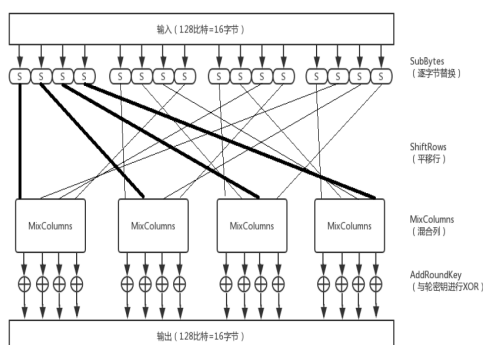 输入（128比特=16字节）
S S S S S S S S S S S S S S S S
SubBytes
（逐字节替换）
ShiftRows
（平移行）
MixColumns MixColumns MixColumns MixColumns
MixColumns
（混合列）
AddRoundKey
（与轮密钥进行XOR）
输出（128比特=16字节）